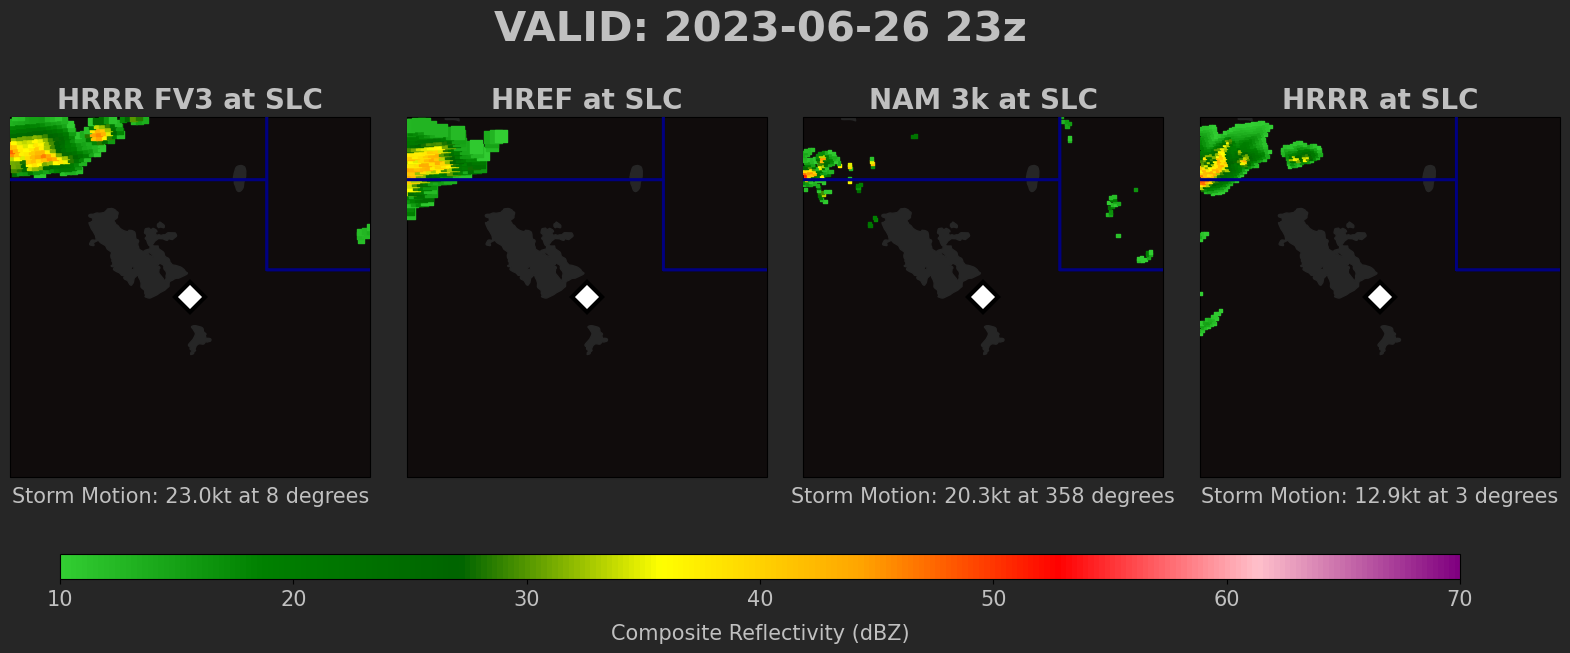 VALID: 2023-06-26 23z
HRRR FV3 at SLC
HREF at SLC
NAM 3k at SLC
HRRR at SLC
Storm Motion: 23.0kt at 8 degrees
Storm Motion: 20.3kt at 358 degrees
Storm Motion: 12.9kt at 3 degrees
10 20 30 40 50 60 70
Composite Reflectivity (dBZ)